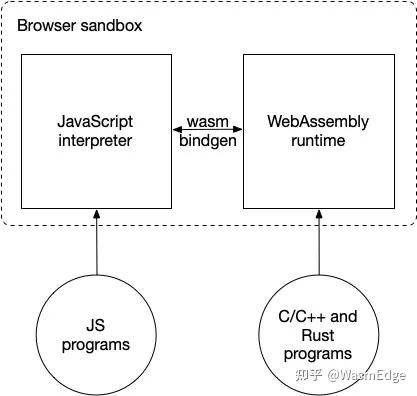 Browser sandbox
JavaScript
interpreter
wasm
bindgen
WebAssembly
runtime
JS
programs
C/C++ and
Rust
programs
知乎 @WasmEdge